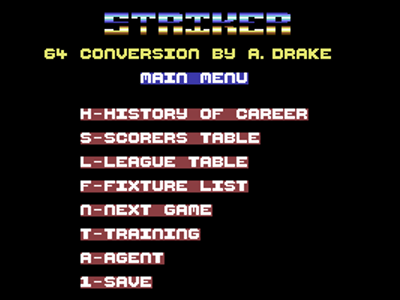 STRIKER
64 CONVERSION BY A. DRAKE
MAIN MENU
H-HISTORY OF CAREER
S-SCORERS TABLE
L-LEAGUE TABLE
F-FIXTURE LIST
N-NEXT GAME
T-TRAINING
A-AGENT
1-SAVE